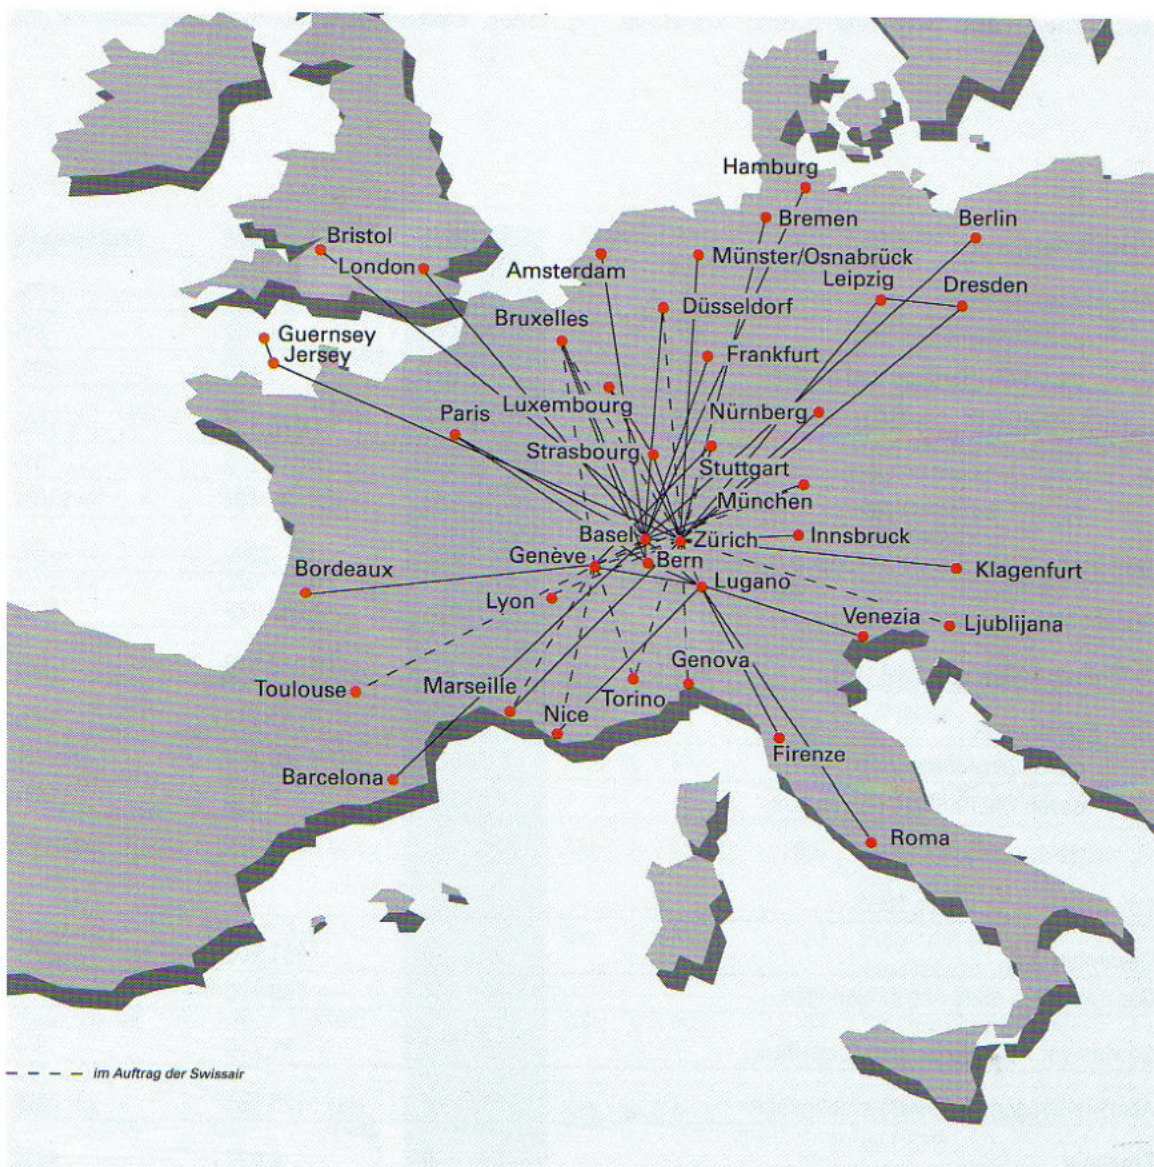 Hamburg
Bremen
Berlin
Bristol
London
Amsterdam
Münster/Osnabrück
Leipzig
Dresden
Düsseldorf
Bruxelles
Guernsey
Jersey
Frankfurt
Luxembourg
Paris
Nürnberg
Strasbourg
Stuttgart
München
Basel
Zürich
Innsbruck
Genève
Bern
Bordeaux
Klagenfurt
Lugano
Lyon
Venezia
Ljublijana
Genova
Toulouse
Marseille
Torino
Nice
Firenze
Barcelona
Roma
im Auftrag der Swissair